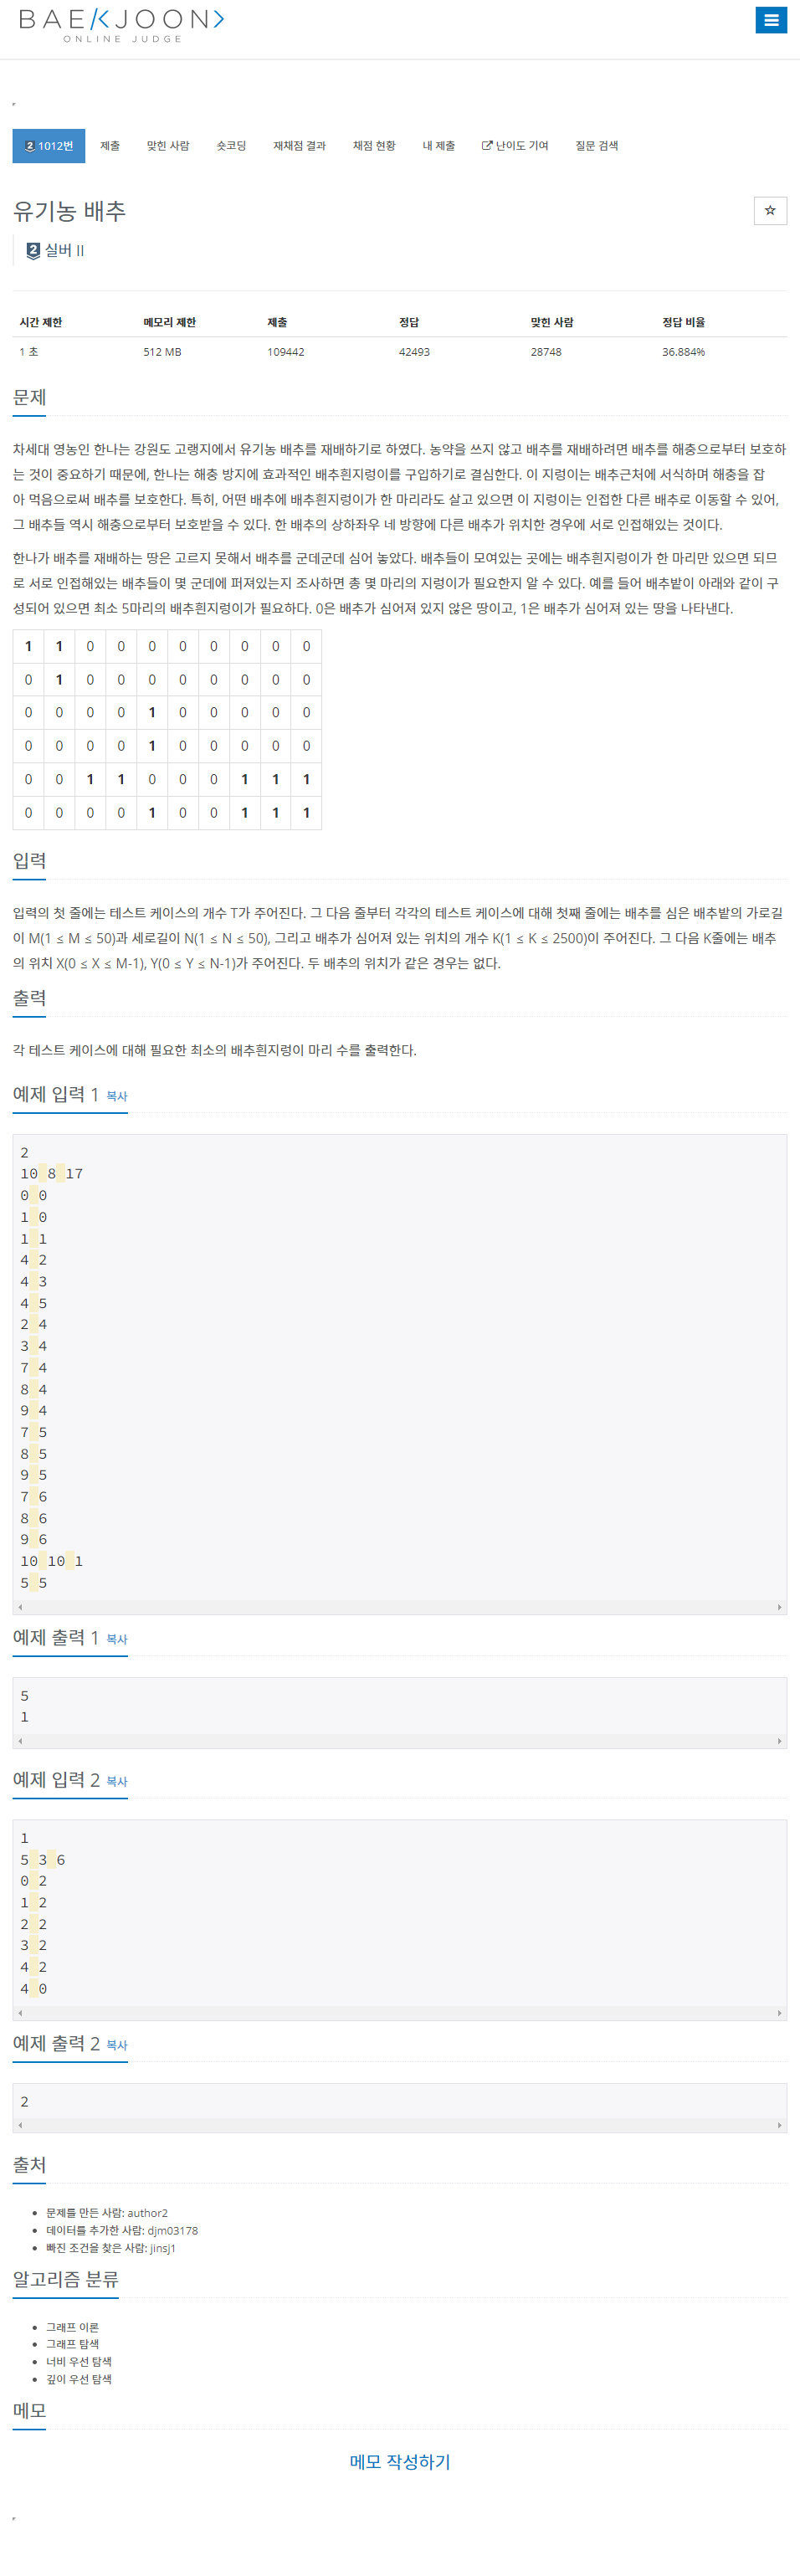 BAEKJOON
ONLINE JUDGE
1012번 제출 맞힌 사람 숏코딩 재채점 결과 채점 현황 내 제출 난이도 기여 질문 검색
유기농 배추
2 실버 II
시간 제한 메모리 제한 제출 정답 맞힌 사람 정답 비율
1 초 512 MB 109442 42493 28748 36.884%
문제
차세대 영농인 한나는 강원도 고랭지에서 유기농 배추를 재배하기로 하였다. 농약을 쓰지 않고 배추를 재배하려면 배추를 해충으로부터 보호하
는 것이 중요하기 때문에, 한나는 해충 방지에 효과적인 배추흰지렁이를 구입하기로 결심한다. 이 지렁이는 배추근처에 서식하며 해충을 잡
아 먹음으로써 배추를 보호한다. 특히, 어떤 배추에 배추흰지렁이가 한 마리라도 살고 있으면 이 지렁이는 인접한 다른 배추로 이동할 수 있어,
그 배추들 역시 해충으로부터 보호받을 수 있다. 한 배추의 상하좌우 네 방향에 다른 배추가 위치한 경우에 서로 인접해있는 것이다.
한나가 배추를 재배하는 땅은 고르지 못해서 배추를 군데군데 심어 놓았다. 배추들이 모여있는 곳에는 배추흰지렁이가 한 마리만 있으면 되므
로 서로 인접해있는 배추들이 몇 군데에 퍼져있는지 조사하면 총 몇 마리의 지렁이가 필요한지 알 수 있다. 예를 들어 배추밭이 아래와 같이 구
성되어 있으면 최소 5마리의 배추흰지렁이가 필요하다. 0은 배추가 심어져 있지 않은 땅이고, 1은 배추가 심어져 있는 땅을 나타낸다.
1 1 0 0 0 0 0 0 0 0
0 1 0 0 0 0 0 0 0 0
0 0 0 0 1 0 0 0 0 0
0 0 0 0 1 0 0 0 0 0
0 0 1 1 0 0 0 1 1 1
0 0 0 0 1 0 0 1 1 1
입력
입력의 첫 줄에는 테스트 케이스의 개수 T가 주어진다. 그 다음 줄부터 각각의 테스트 케이스에 대해 첫째 줄에는 배추를 심은 배추밭의 가로길
이 M(1 ≤ M ≤ 50)과 세로길이 N(1 ≤ N ≤ 50), 그리고 배추가 심어져 있는 위치의 개수 K(1 ≤ K ≤ 2500)이 주어진다. 그 다음 K줄에는 배추
의 위치 X(0 ≤ X ≤ M-1), Y(0 ≤ Y ≤ N-1)가 주어진다. 두 배추의 위치가 같은 경우는 없다.
출력
각 테스트 케이스에 대해 필요한 최소의 배추흰지렁이 마리 수를 출력한다.
예제 입력 1 복사
2
10 8 17
0 0
1 0
1 1
4 2
4 3
4 5
2 4
3 4
7 4
8 4
9 4
7 5
8 5
9 5
7 6
8 6
9 6
10 10 1
5 5
예제 출력 1 복사
5
1
예제 입력 2 복사
1
5 3 6
0 2
1 2
2 2
3 2
4 2
4 0
예제 출력 2 복사
2
출처
문제를 만든 사람: author2
데이터를 추가한 사람: djm03178
빠진 조건을 찾은 사람: jinsj1
알고리즘 분류
그래프 이론
그래프 탐색
너비 우선 탐색
깊이 우선 탐색
메모
메모 작성하기